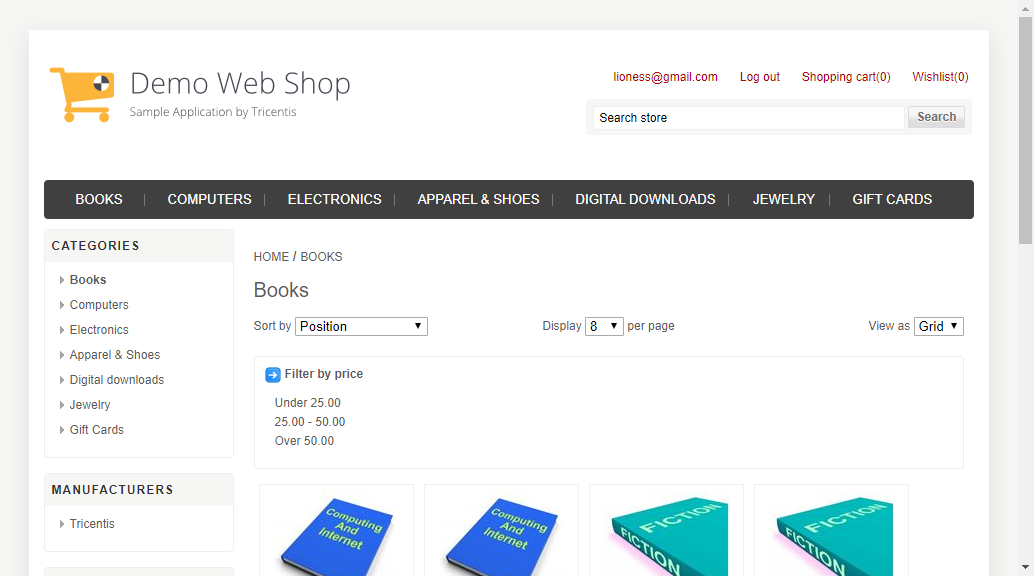 Demo Web Shop
Sample Application by Tricentis
lioness@gmail.com Log out Shopping cart(0) Wishlist(0)
Search store Search
BOOKS COMPUTERS ELECTRONICS APPAREL & SHOES DIGITAL DOWNLOADS JEWELRY GIFT CARDS
CATEGORIES
Books
Computers
Electronics
Apparel & Shoes
Digital downloads
Jewelry
Gift Cards
MANUFACTURERS
Tricentis
HOME / BOOKS
Books
Sort by Position Display 8 per page View as Grid
Filter by price
Under 25.00
25.00 - 50.00
Over 50.00
Computing
And
Internet
Computing
And
Internet
FICTION
FICTION
FICTION
FICTION